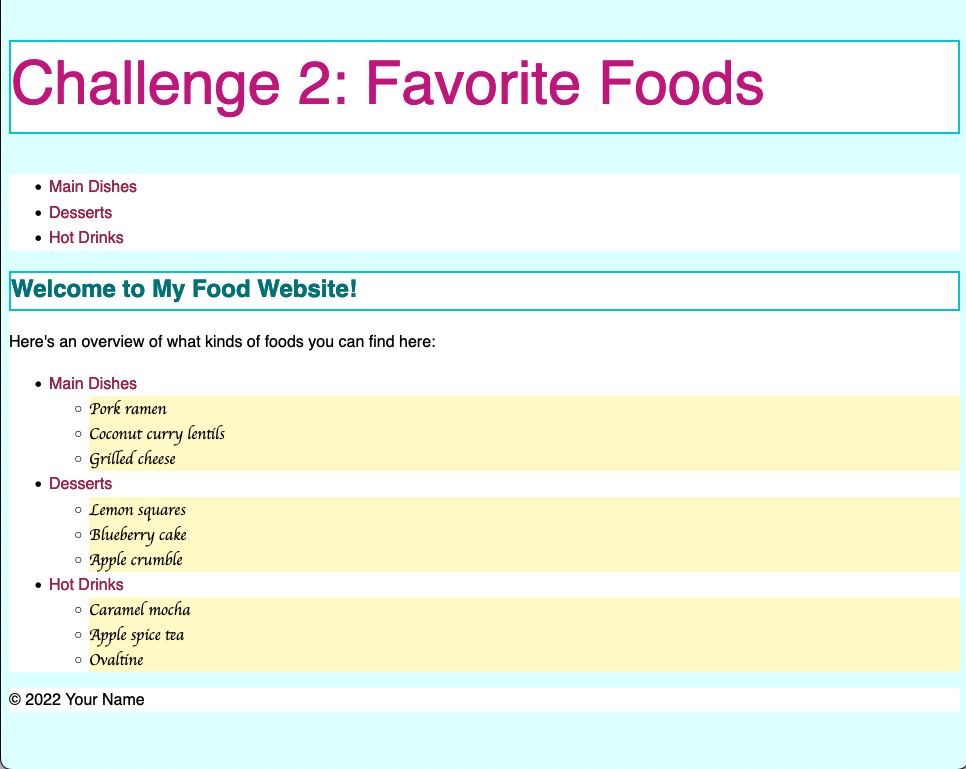 Challenge 2: Favorite Foods
Main Dishes
Desserts
Hot Drinks
Welcome to My Food Website!
Here's an overview of what kinds of foods you can find here:
Main Dishes
Pork ramen
Coconut curry lentils
Grilled cheese
Desserts
Lemon squares
Blueberry cake
Apple crumble
Hot Drinks
Caramel mocha
Apple spice tea
Ovaltine
© 2022 Your Name